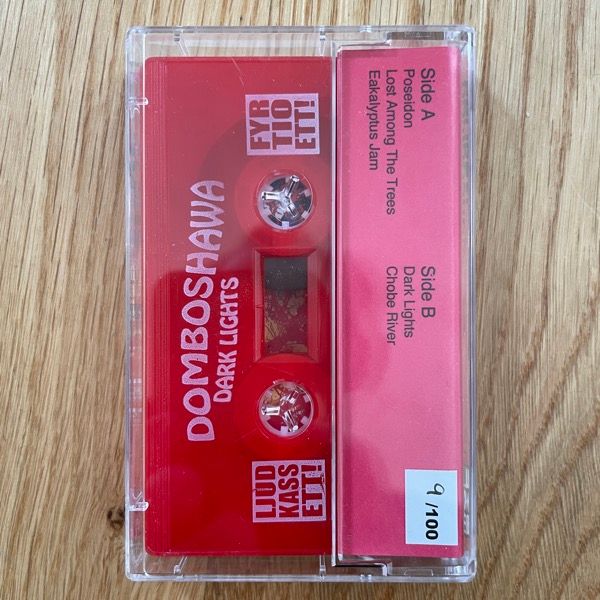 DOMBOSHAWA
DARK LIGHTS
LJUD
KASS
ETT!
FYR
TIO
ETT!
Side A
Poseidon
Lost Among The Trees
Eakalyptus Jam
Side B
Dark Lights
Chobe River
9/100